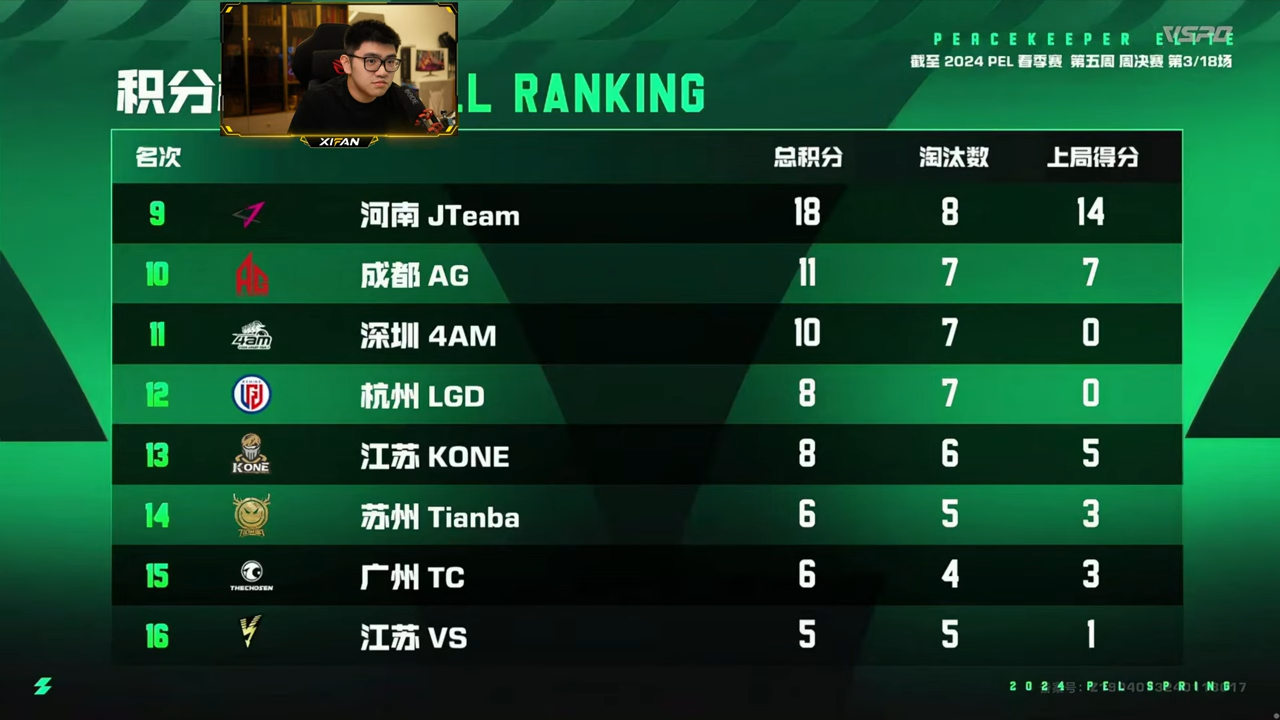 PEACEKEEPER ELITE
VSPO
截至 2024 PEL 春季赛 第五周 周决赛 第3/18场
积分 LL RANKING
XIFAN
名次 总积分 淘汰数 上局得分
9 河南 JTeam 18 8 14
10 AG 成都 AG 11 7 7
11 4am 深圳 4AM 10 7 0
12 杭州 LGD 8 7 0
13 KONE 江苏 KONE 8 6 5
14 苏州 Tianba 6 5 3
15 THECHOSEN 广州 TC 6 4 3
16 江苏 VS 5 5 1
2024 PEL SPRING